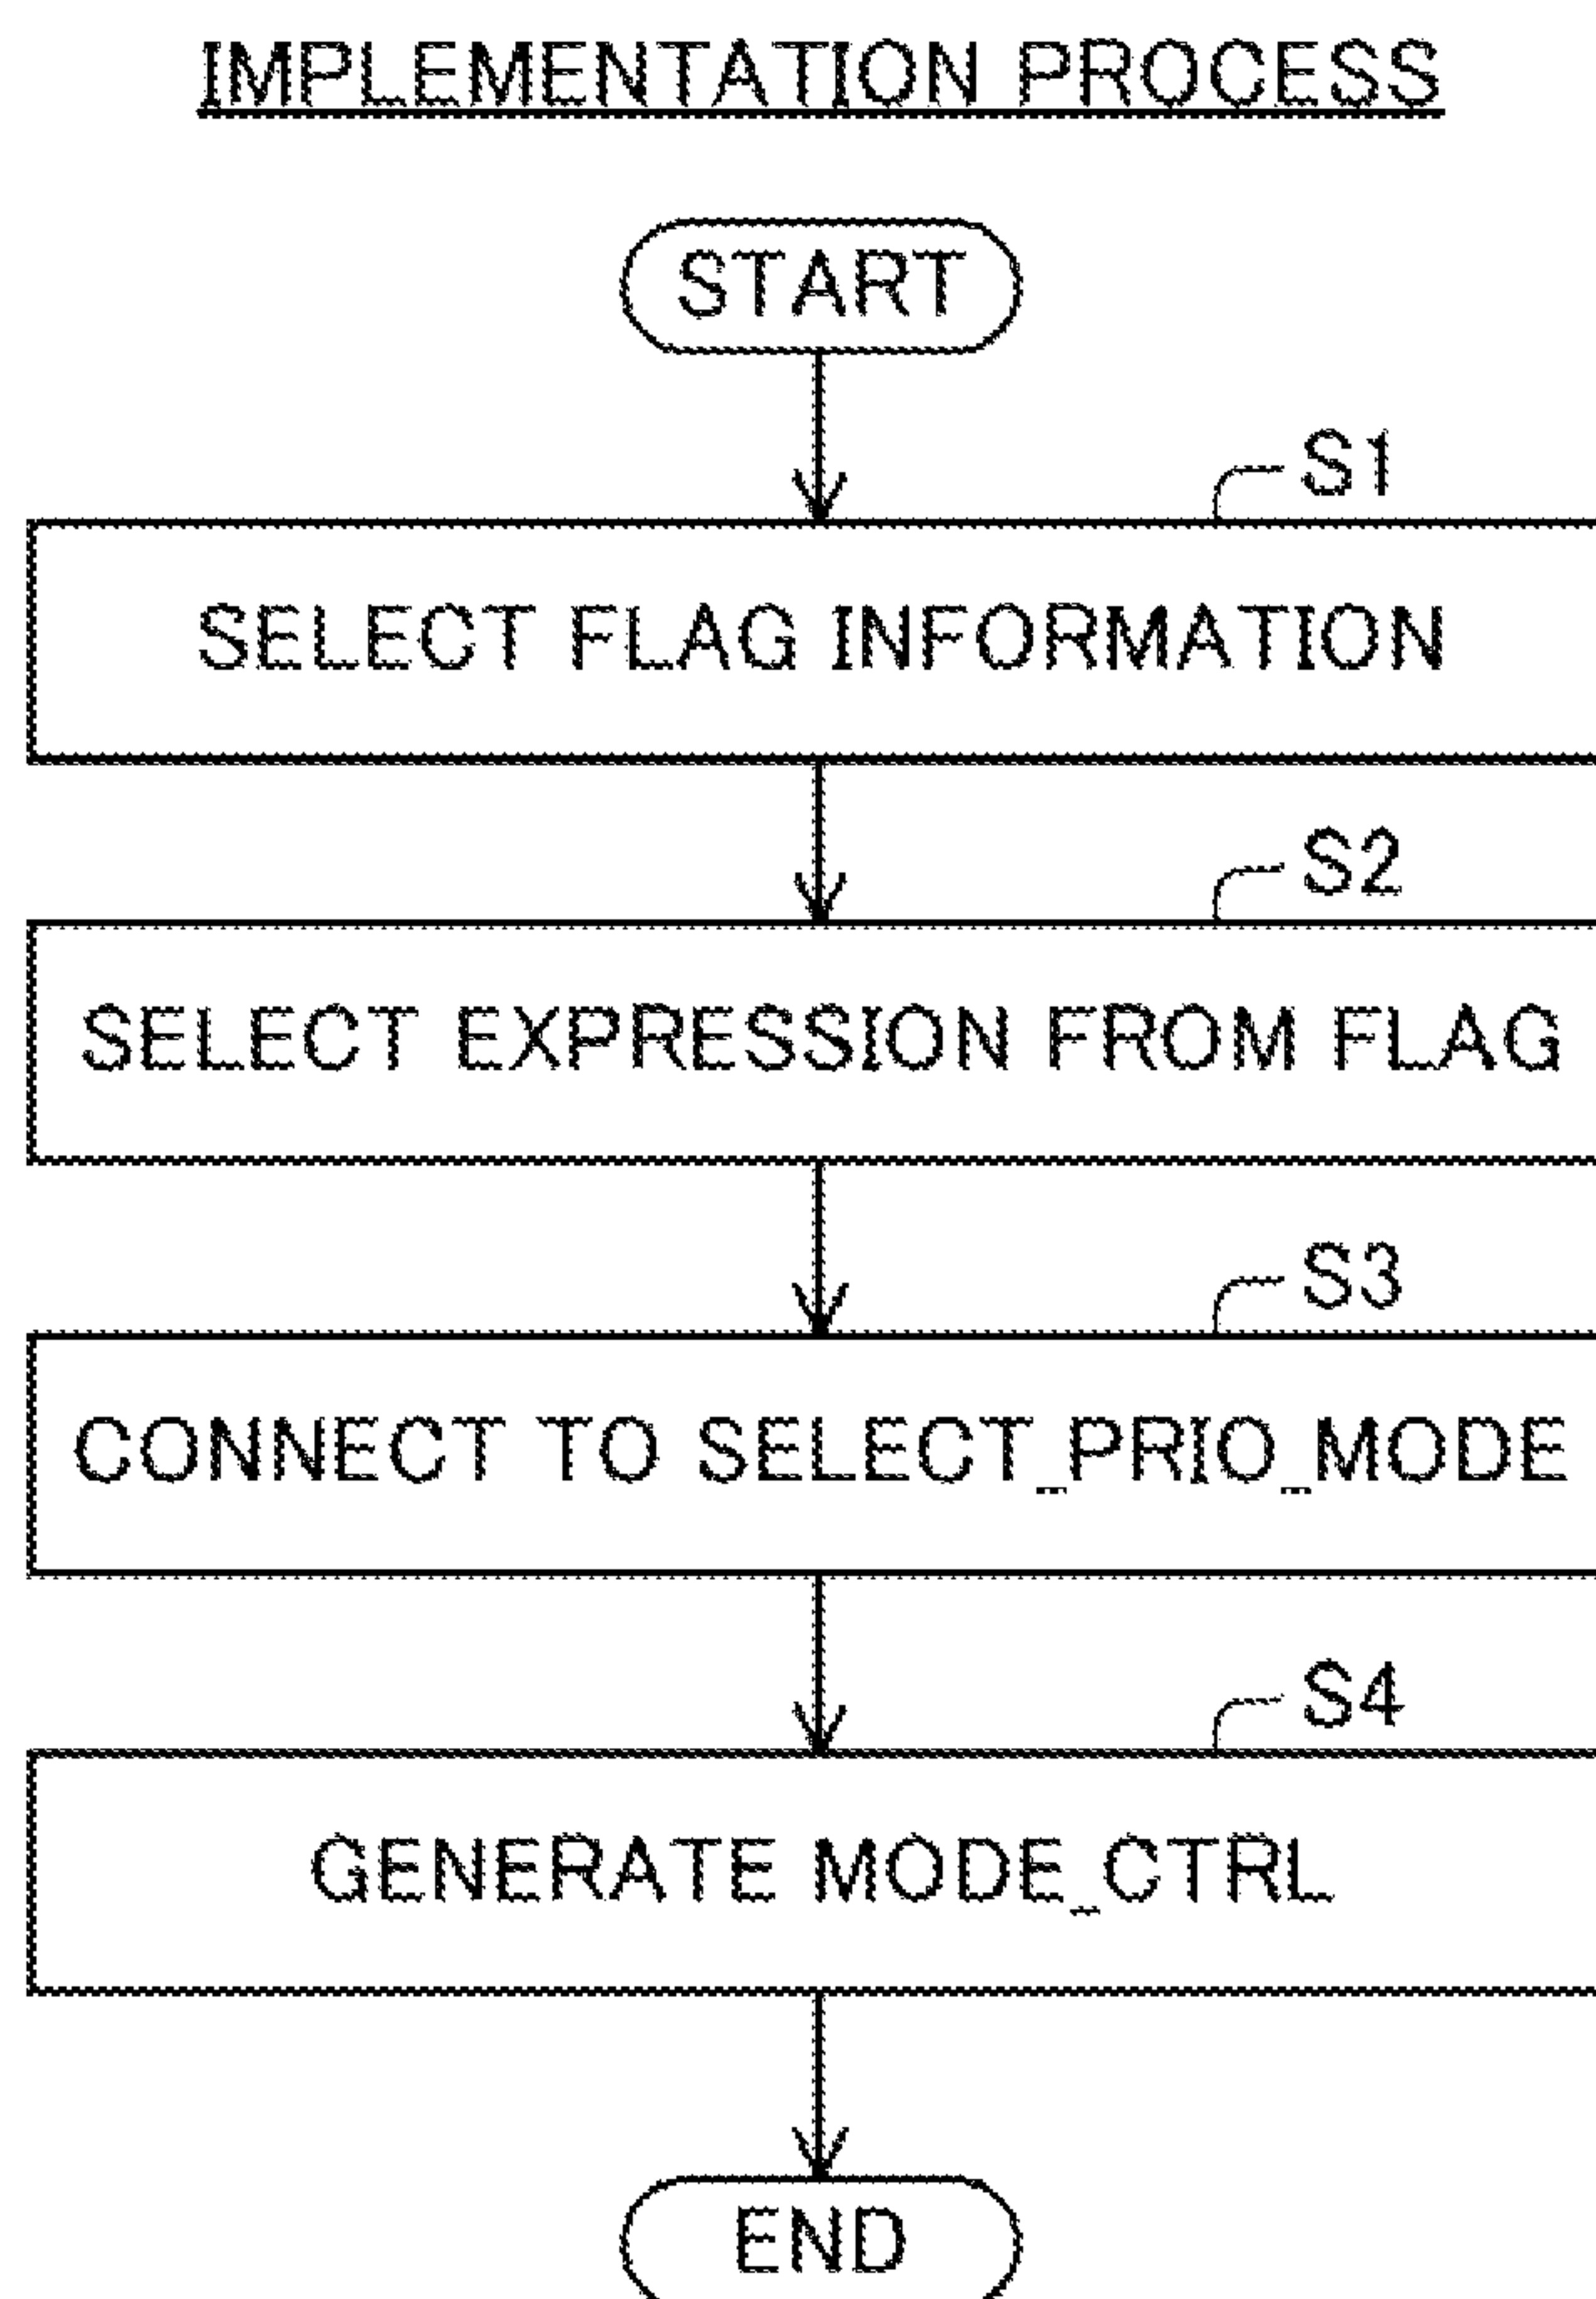 IMPLEMENTATION PROCESS
START
S1
SELECT FLAG INFORMATION
S2
SELECT EXPRESSION FROM FLAG
S3
CONNECT TO SELECT_PRIO_MODE
S4
GENERATE MODE_CTRL
END